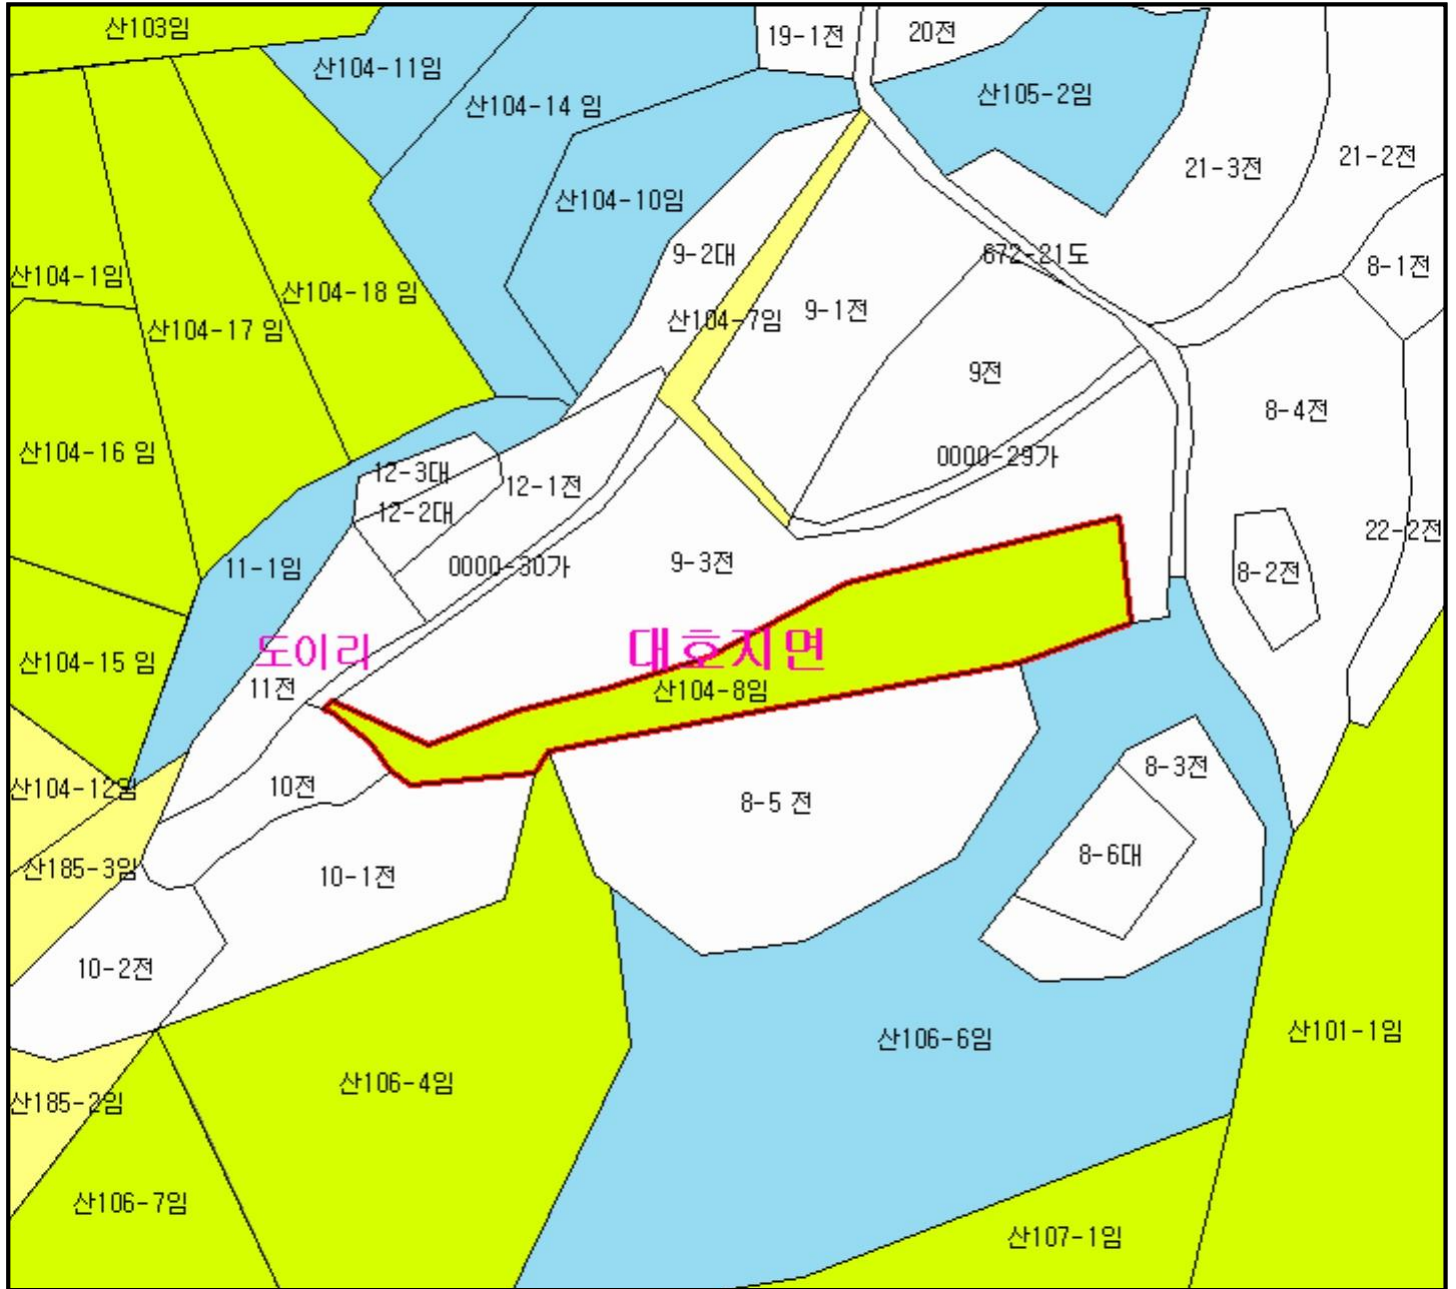 산103임
19-1전
20전
산104-11임
산104-14 임
산105-2임
21-3전
21-2전
산104-10임
9-2대
672-21도
8-1전
산104-1임
산104-18 임
산104-17 임
산104-7임
9-1전
9전
8-4전
산104-16 임
12-3대
12-1전
12-2대
0000-29가
22-2전
11-1임
0000-30가
9-3전
8-2전
도이리
대호지면
산104-15 임
11전
산104-8임
산104-12임
10전
8-3전
8-5 전
8-6대
산185-3임
10-1전
10-2전
산106-6임
산101-1임
산106-4임
산185-2임
산106-7임
산107-1임